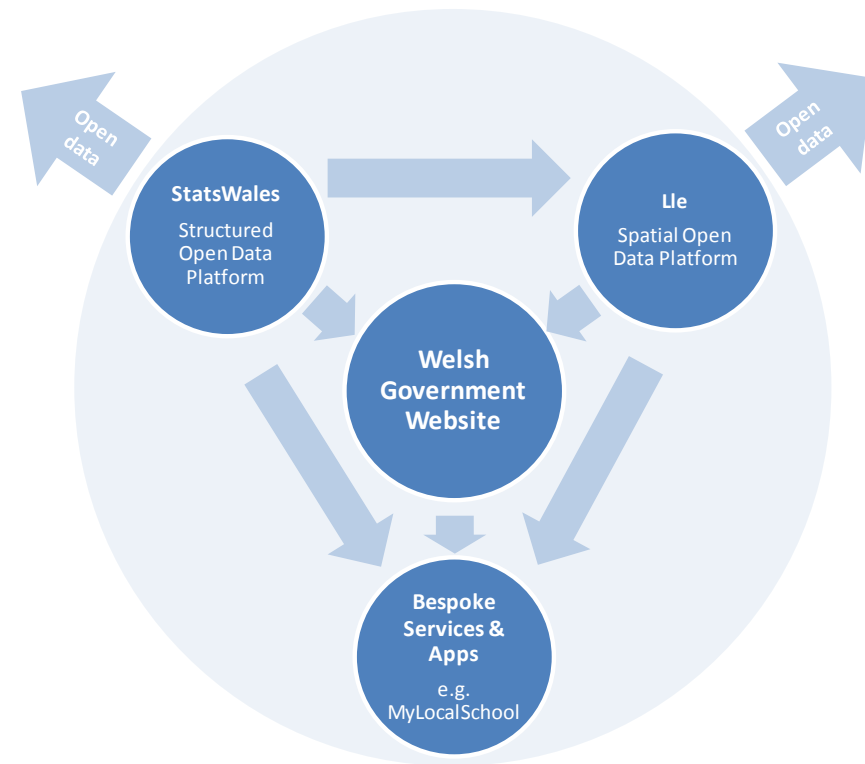 Open
data
Open
data
StatsWales
Structured
Open Data
Platform
Lle
Spatial Open
Data Platform
Welsh
Government
Website
Bespoke
Services &
Apps
e.g.
MyLocalSchool